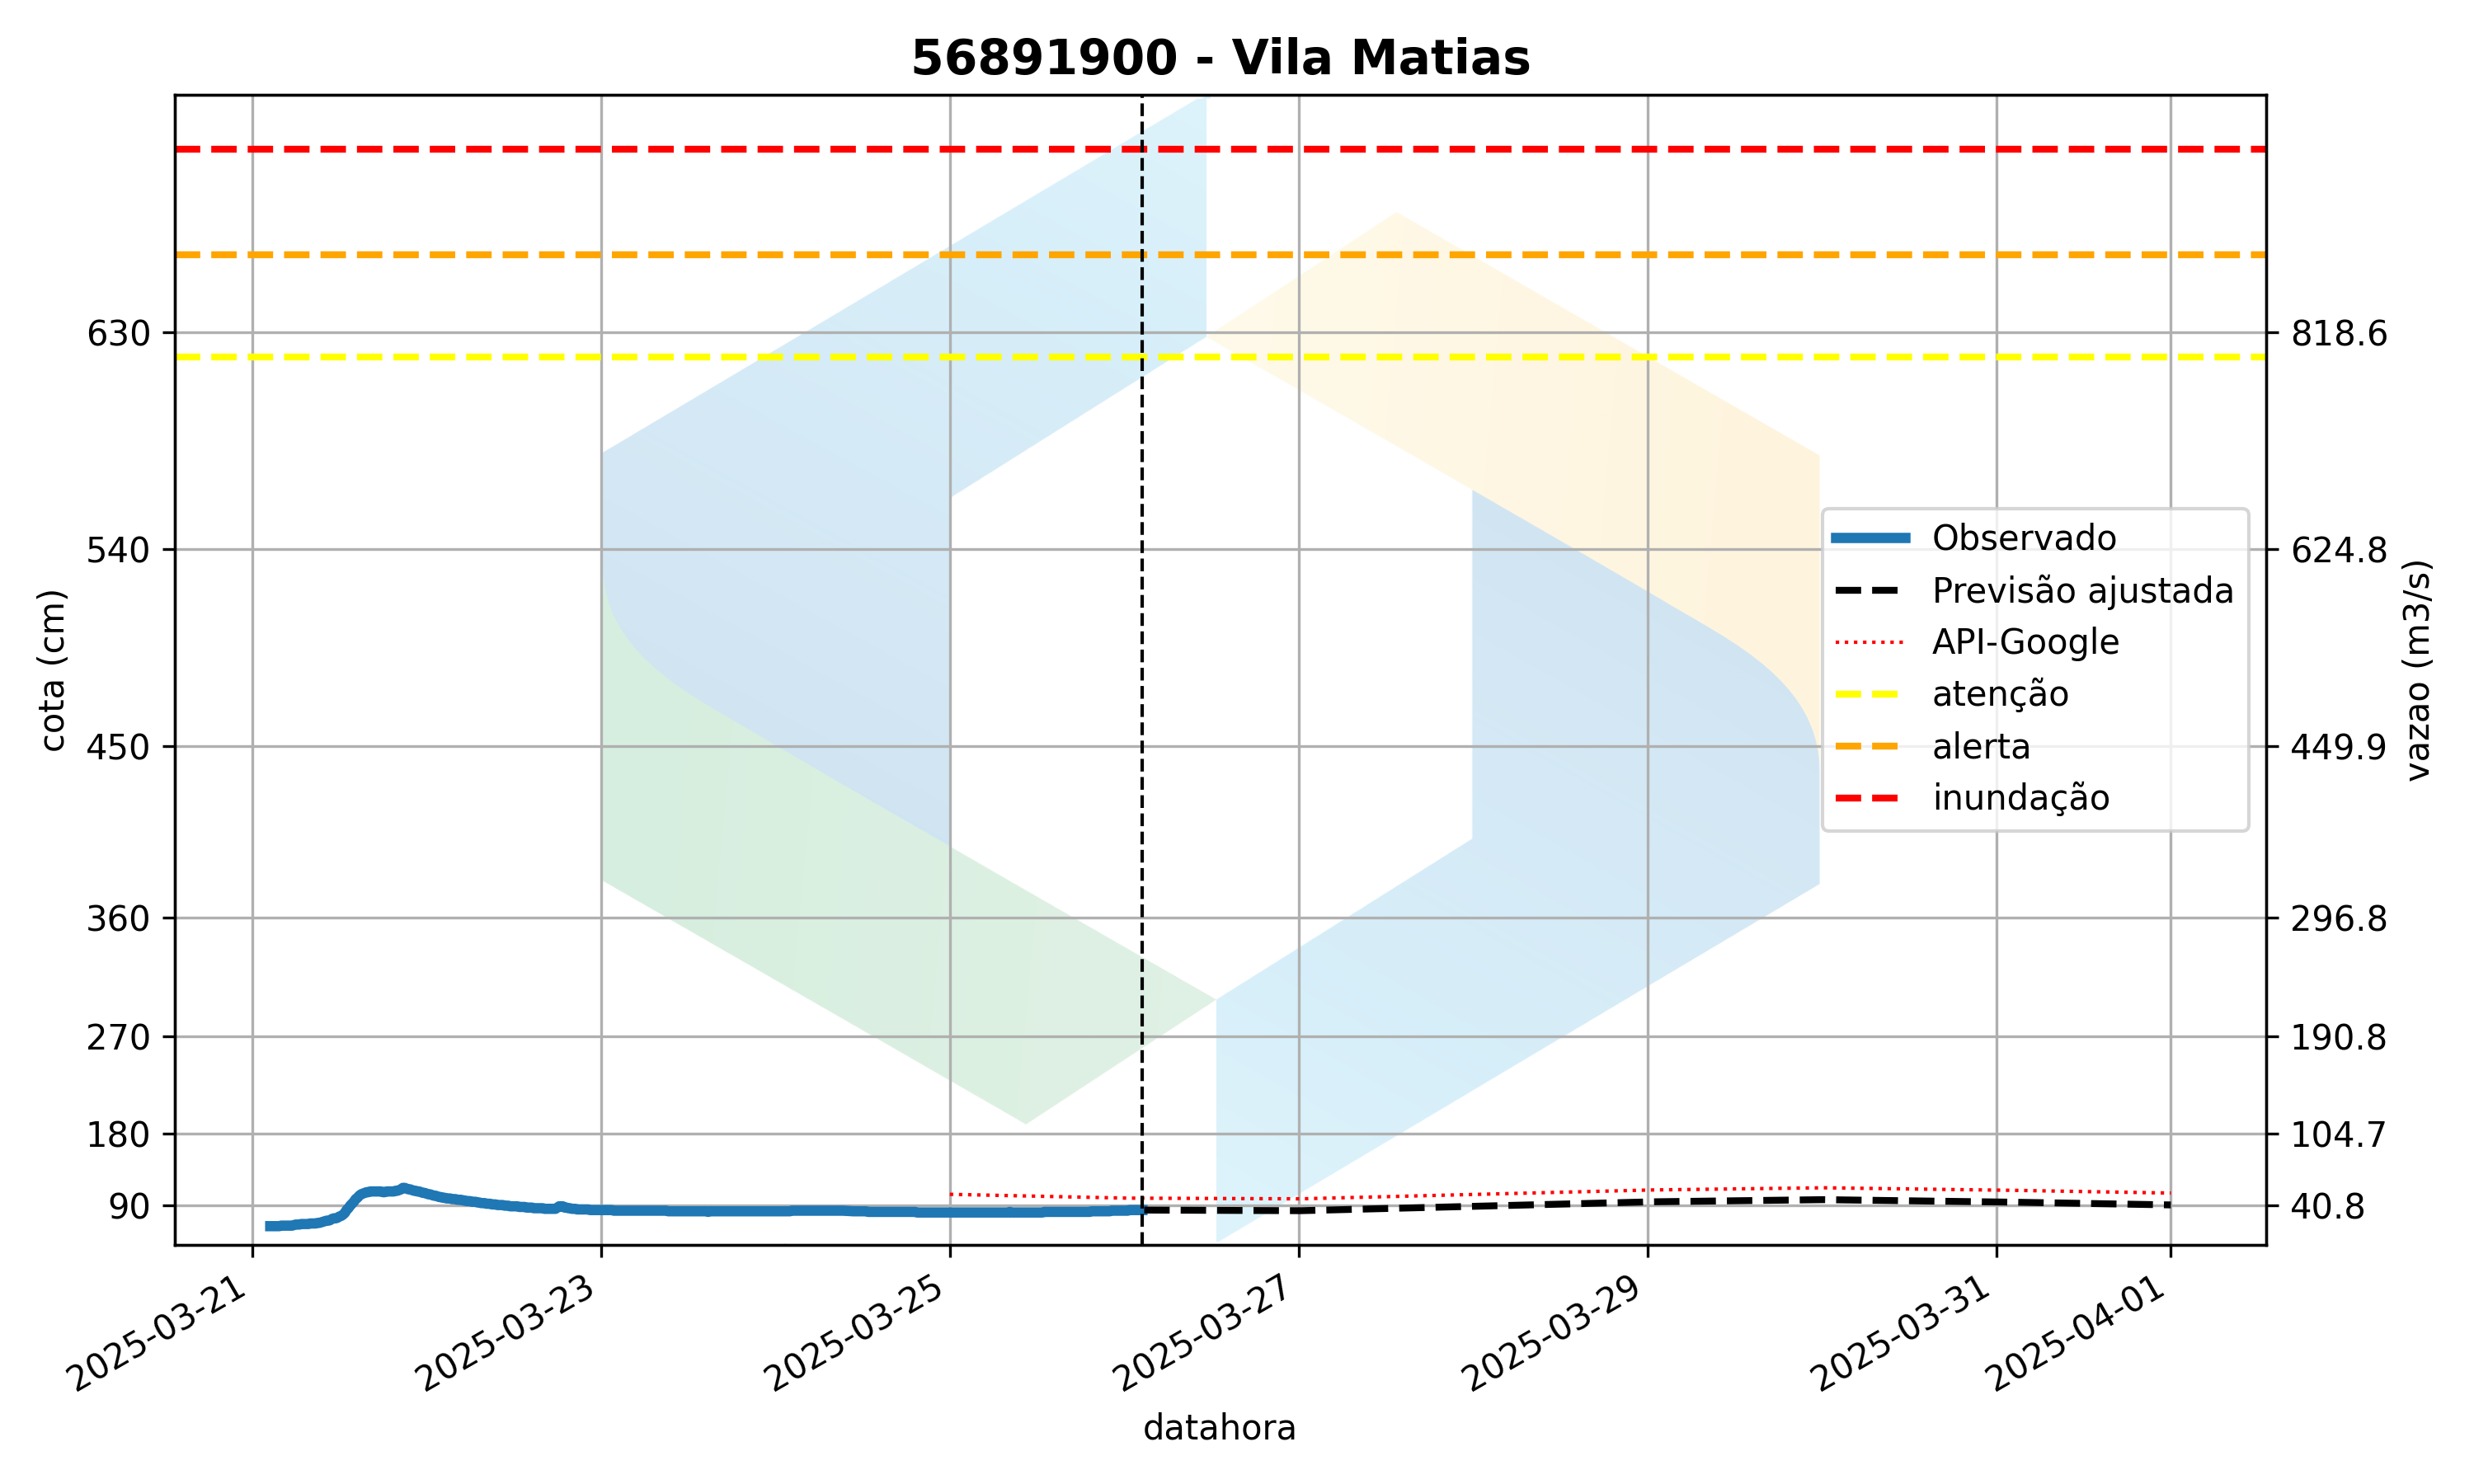 56891900 - Vila Matias
630
540
450
360
270
180
90
cota (cm)
818.6
624.8
449.9
296.8
190.8
104.7
40.8
vazao (m3/s)
Observado
Previsão ajustada
API-Google
atenção
alerta
inundação
2025-03-21
2025-03-23
2025-03-25
2025-03-27
2025-03-29
2025-03-31
2025-04-01
datahora